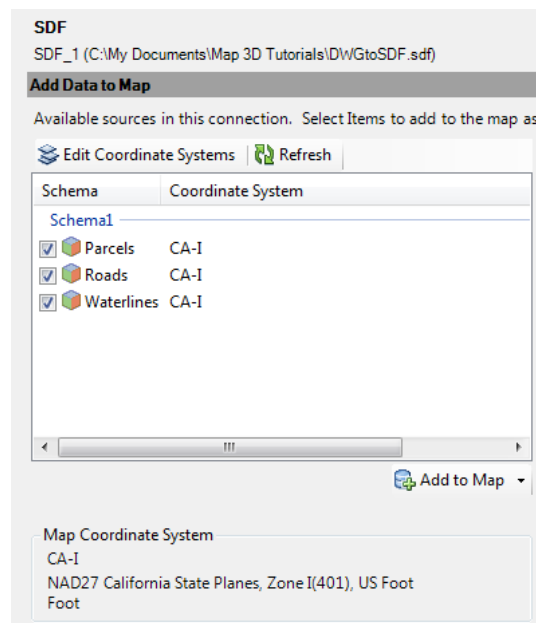 SDF
SDF_1 (C:\My Documents\Map 3D Tutorials\DWGtoSDF.sdf)
Add Data to Map
Available sources in this connection. Select Items to add to the map as
Edit Coordinate Systems Refresh
Schema Coordinate System
Schema1
Parcels CA-I
Roads CA-I
Waterlines CA-I
Add to Map
Map Coordinate System
CA-I
NAD27 California State Planes, Zone I(401), US Foot
Foot